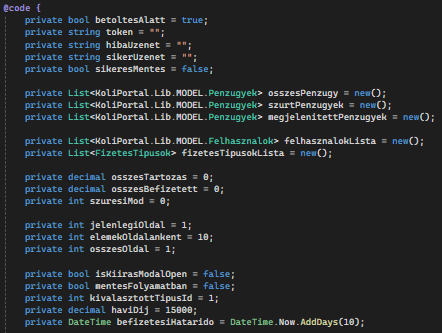 @code {
private bool betoltesAlatt = true;
private string token = "";
private string hibaUzenet = "";
private string sikerUzenet = "";
private bool sikeresMentes = false;
private List<KoliPortal.Lib.MODEL.Penzugyek> osszesPenzugy = new();
private List<KoliPortal.Lib.MODEL.Penzugyek> szurtPenzugyek = new();
private List<KoliPortal.Lib.MODEL.Penzugyek> megjelenitettPenzugyek = new();
private List<KoliPortal.Lib.MODEL.Felhasznalok> felhasznalokLista = new();
private List<FizetesTipusok> fizetesTipusokLista = new();
private decimal osszesTartozas = 0;
private decimal osszesBefizetett = 0;
private int szuresiMod = 0;
private int jelenlegiOldal = 1;
private int elemekOldalankent = 10;
private int osszesOldal = 1;
private bool isKiirasModalOpen = false;
private bool mentesFolyamatban = false;
private int kivalasztottTipusId = 1;
private decimal haviDij = 15000;
private DateTime befizetesiHatarido = DateTime.Now.AddDays(10);